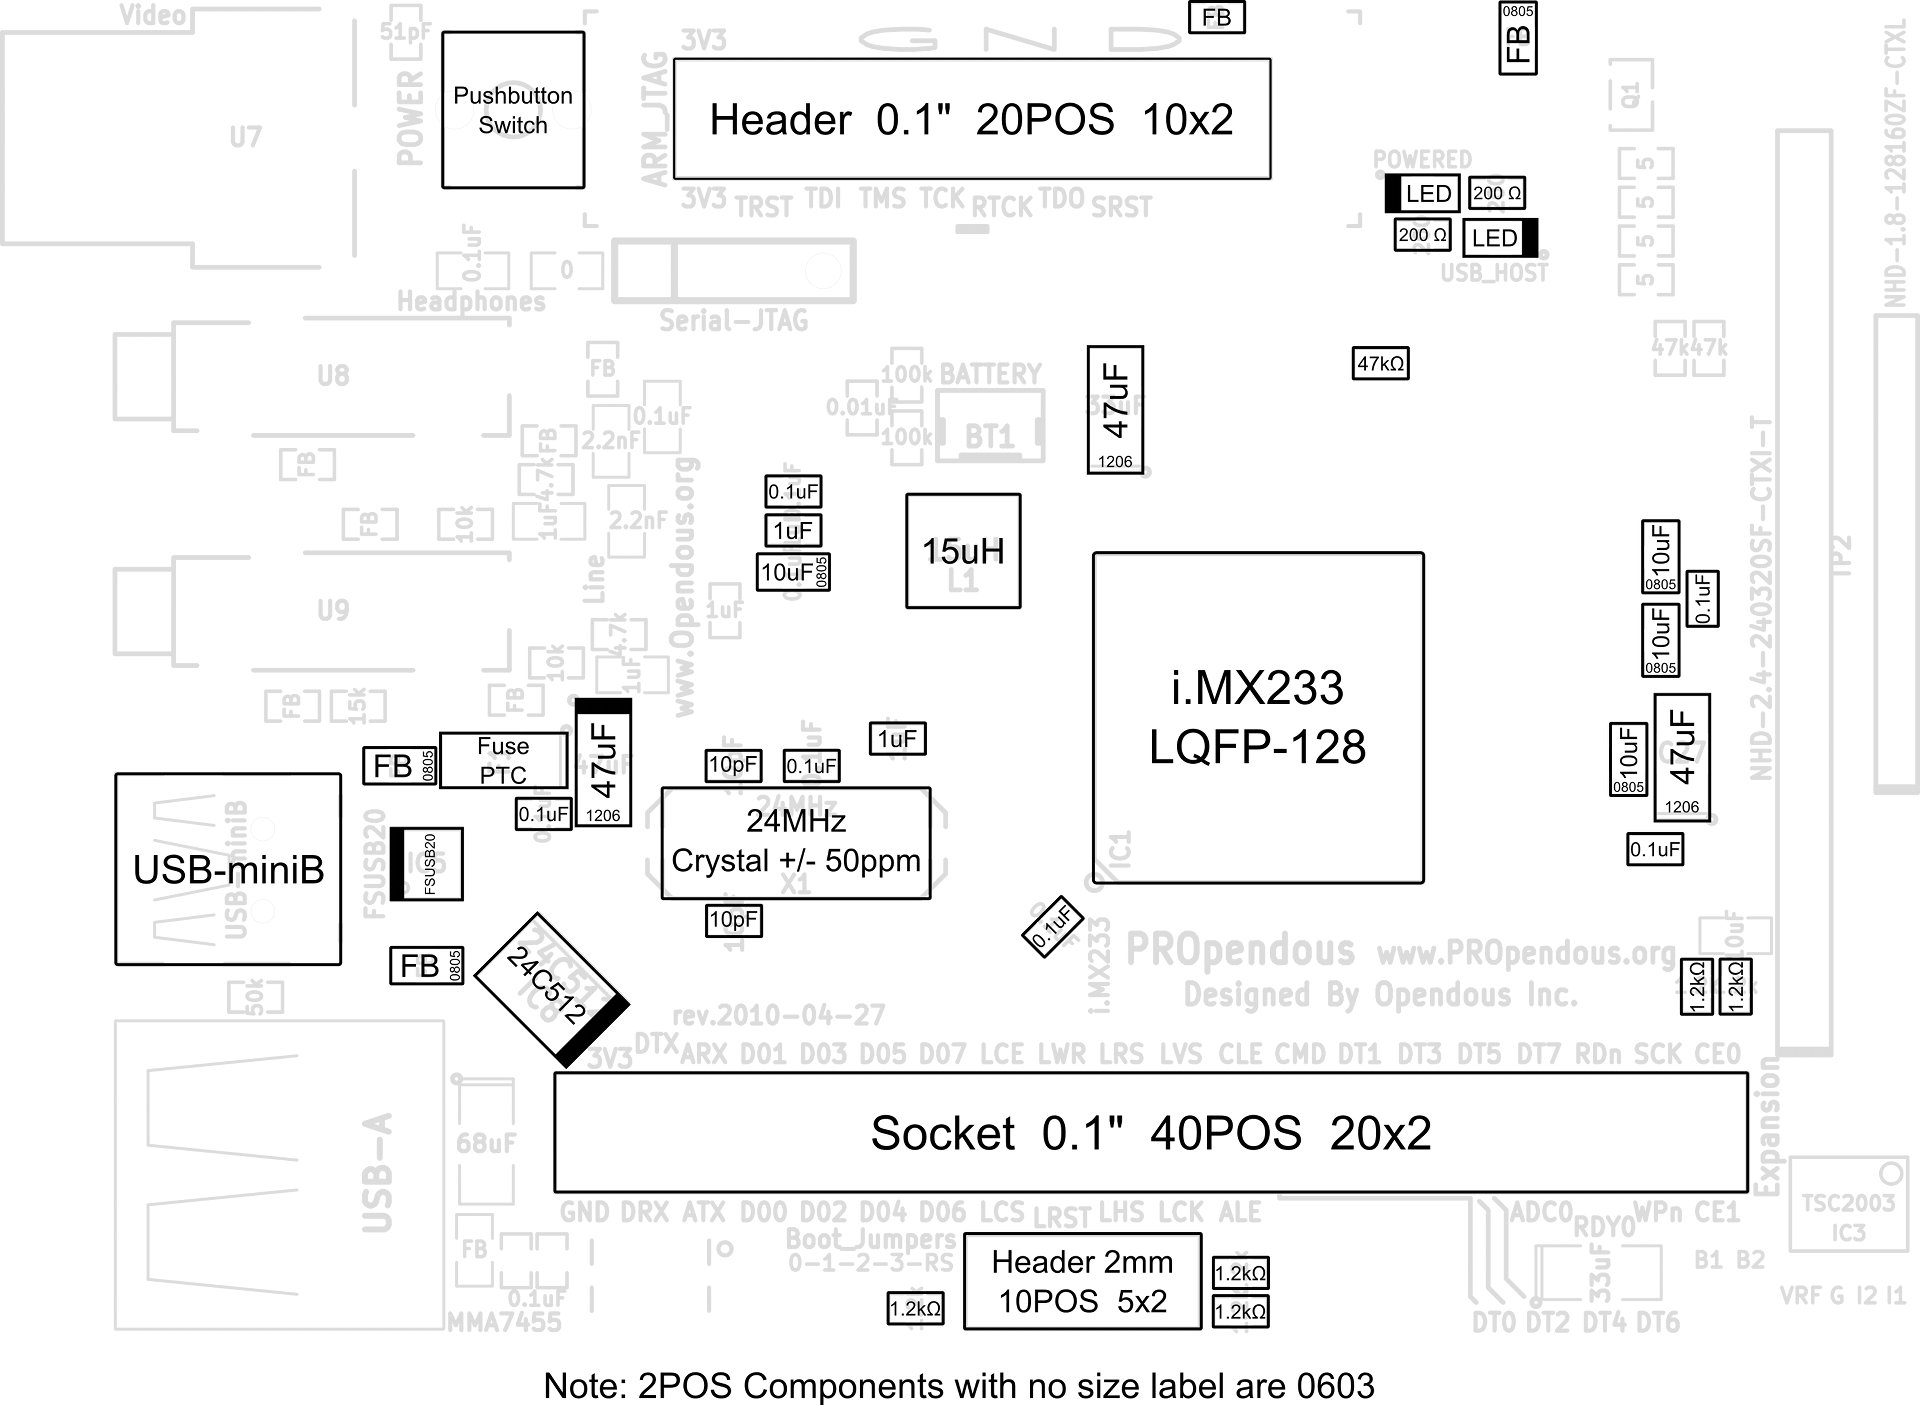 Video
51pF
FB
0805
FB
3V3
GND
Pushbutton
Switch
POWER
ARM_JTAG
Header 0.1" 20POS 10x2
U7
Q1
NHD-1.8-128160ZF-CTXL
POWERED
LED
200 Ω
200 Ω
LED
USB_HOST
5
5
5
5
3V3 TRST TDI TMS TCK RTCK TDO SRST
0.1uF
0
Headphones
Serial-JTAG
U8
FB
0.1uF
2.2nF
FB
FB
4.7k
1uF
2.2nF
FB
10k
0.01uF
100k
100k
BATTERY
BT1
47uF
1206
47kΩ
47k
47k
www.Opendous.org
0.1uF
1uF
10uF
0805
15uH
L1
NHD-2.4-240320SF-CTXI-T
TP2
10uF
0805
0.1uF
10uF
0805
U9
Line
4.7k
1uF
10k
1uF
FB
15k
FB
i.MX233
LQFP-128
IC1
47uF
1206
10uF
0805
0.1uF
FB
0805
Fuse
PTC
47uF
1206
0.1uF
10pF
0.1uF
1uF
24MHz
Crystal +/- 50ppm
X1
10pF
USB-miniB
USB-miniB
FSUSB20
FSUSB20
FB
0805
24C512
0.1uF
i.MX233
PROpendous www.PROpendous.org
Designed By Opendous Inc.
1.2kΩ
1.2kΩ
50k
rev.2010-04-27
3V3 DTX ARX D01 D03 D05 D07 LCE LWR LRS LVS CLE CMD DT1 DT3 DT5 DT7 RDn SCK CE0
Socket 0.1" 40POS 20x2
Expansion
USB-A
68uF
GND DRX ATX D00 D02 D04 D06 LCS LRST LHS LCK ALE ADC0 RDY0 WPn CE1
TSC2003
IC3
FB
0.1uF
MMA7455
Boot_Jumpers
0-1-2-3-RS
Header 2mm
10POS 5x2
1.2kΩ
1.2kΩ
1.2kΩ
33uF
B1 B2
VRF G I2 I1
DT0 DT2 DT4 DT6
Note: 2POS Components with no size label are 0603